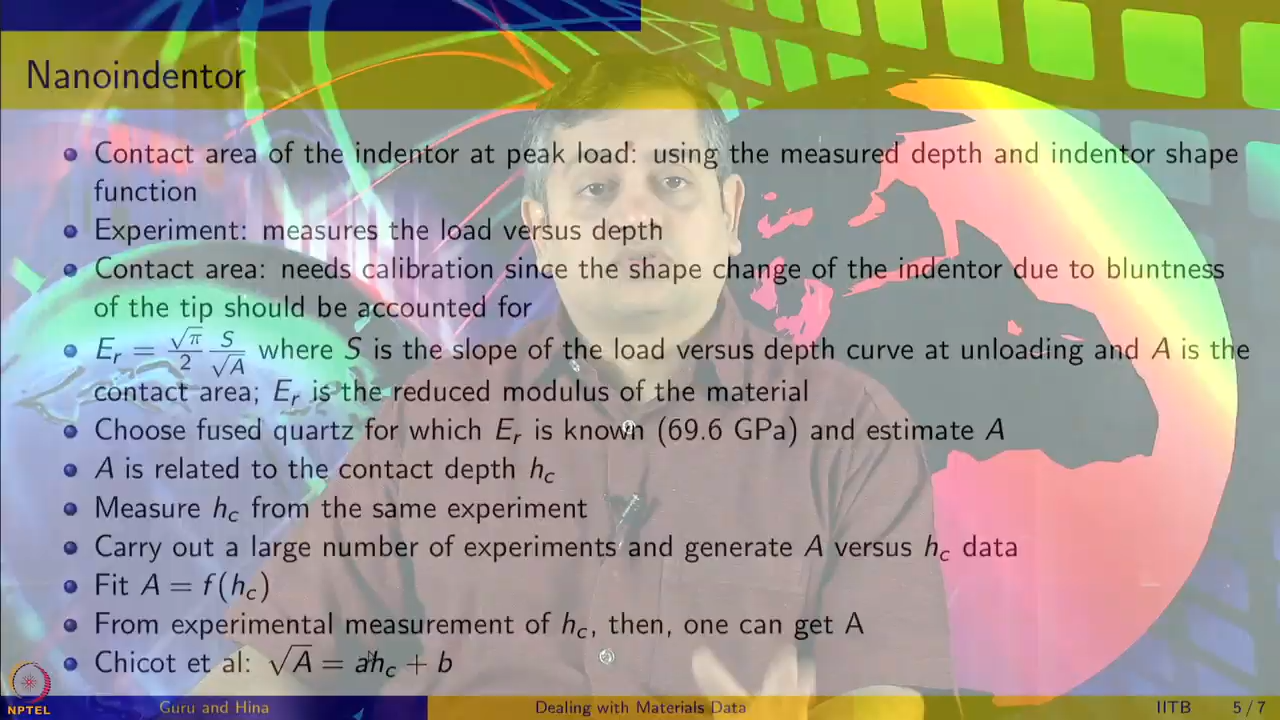 Nanoindentor
Contact area of the indentor at peak load: using the measured depth and indentor shape
function
Experiment: measures the load versus depth
Contact area: needs calibration since the shape change of the indentor due to bluntness
of the tip should be accounted for
E_r = \frac{\sqrt{\pi}}{2} \frac{S}{\sqrt{A}} where S is the slope of the load versus depth curve at unloading and A is the
contact area; E_r is the reduced modulus of the material
Choose fused quartz for which E_r is known (69.6 GPa) and estimate A
A is related to the contact depth h_c
Measure h_c from the same experiment
Carry out a large number of experiments and generate A versus h_c data
Fit A = f(h_c)
From experimental measurement of h_c, then, one can get A
Chicot et al: \sqrt{A} = ah_c + b
NPTEL
Guru and Hina
Dealing with Materials Data
IITB
5 / 7